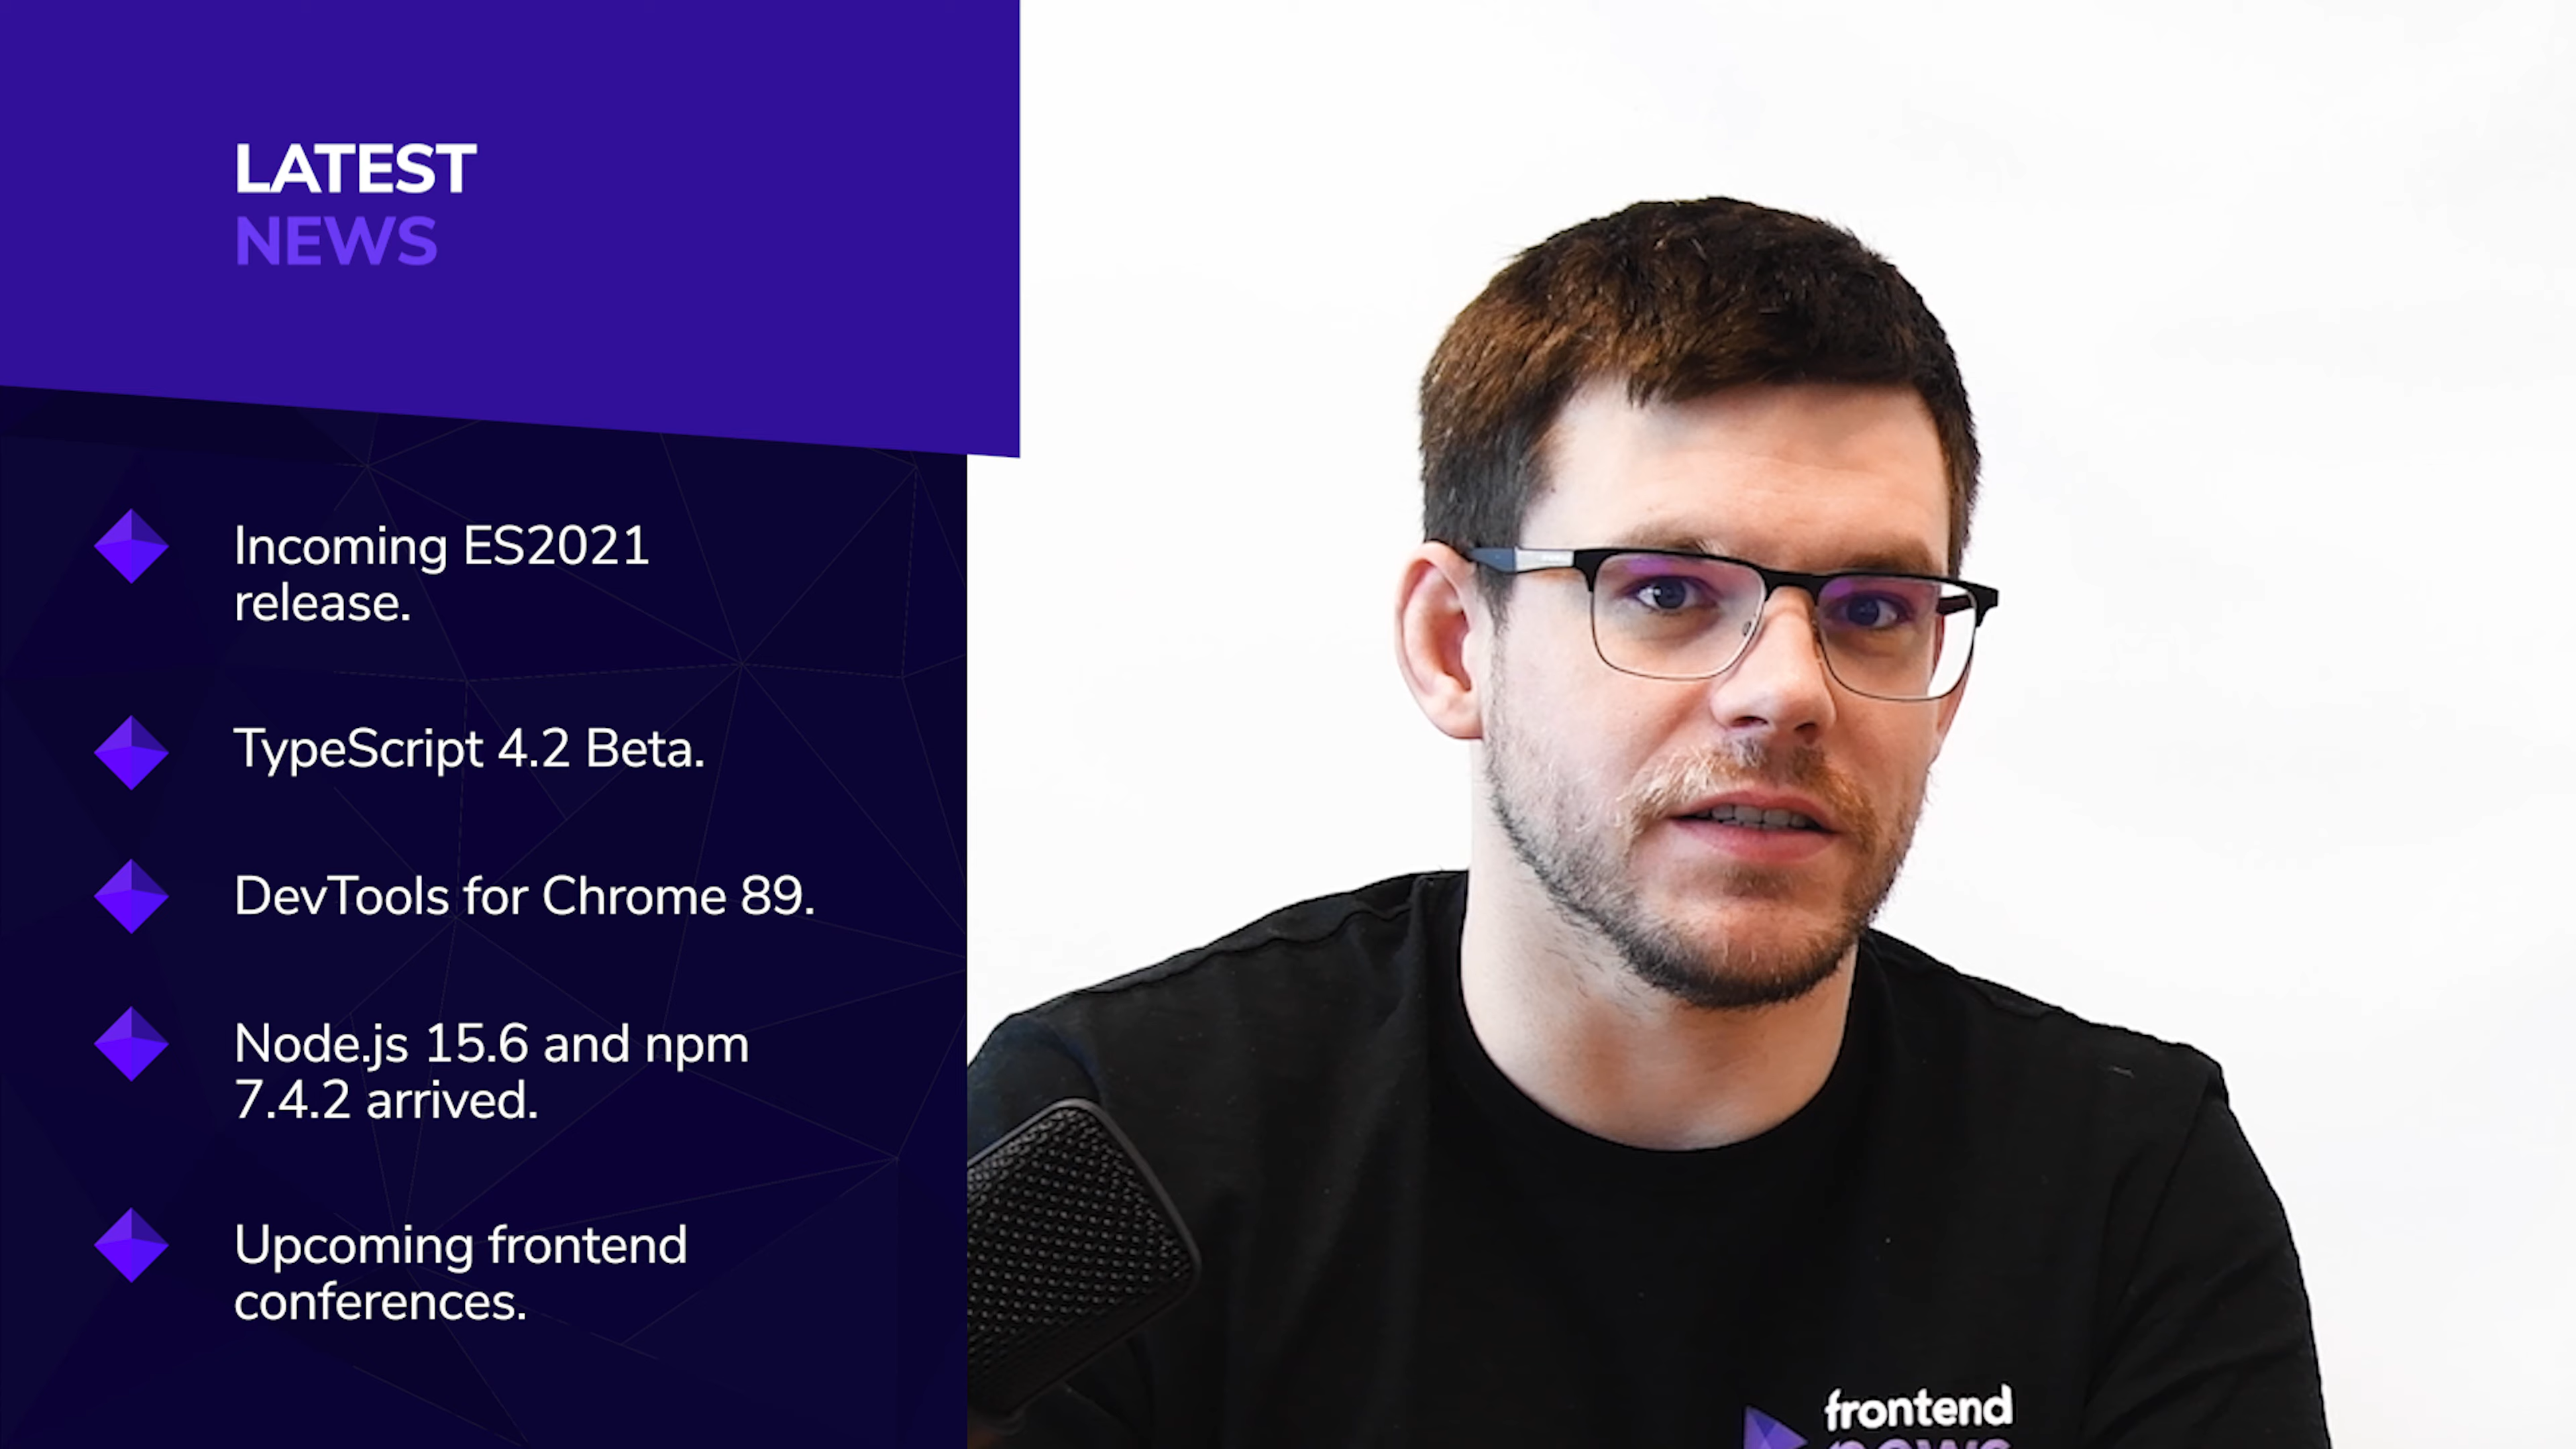 LATEST
NEWS
Incoming ES2021
release.
TypeScript 4.2 Beta.
DevTools for Chrome 89.
Node.js 15.6 and npm
7.4.2 arrived.
Upcoming frontend
conferences.
frontend
news